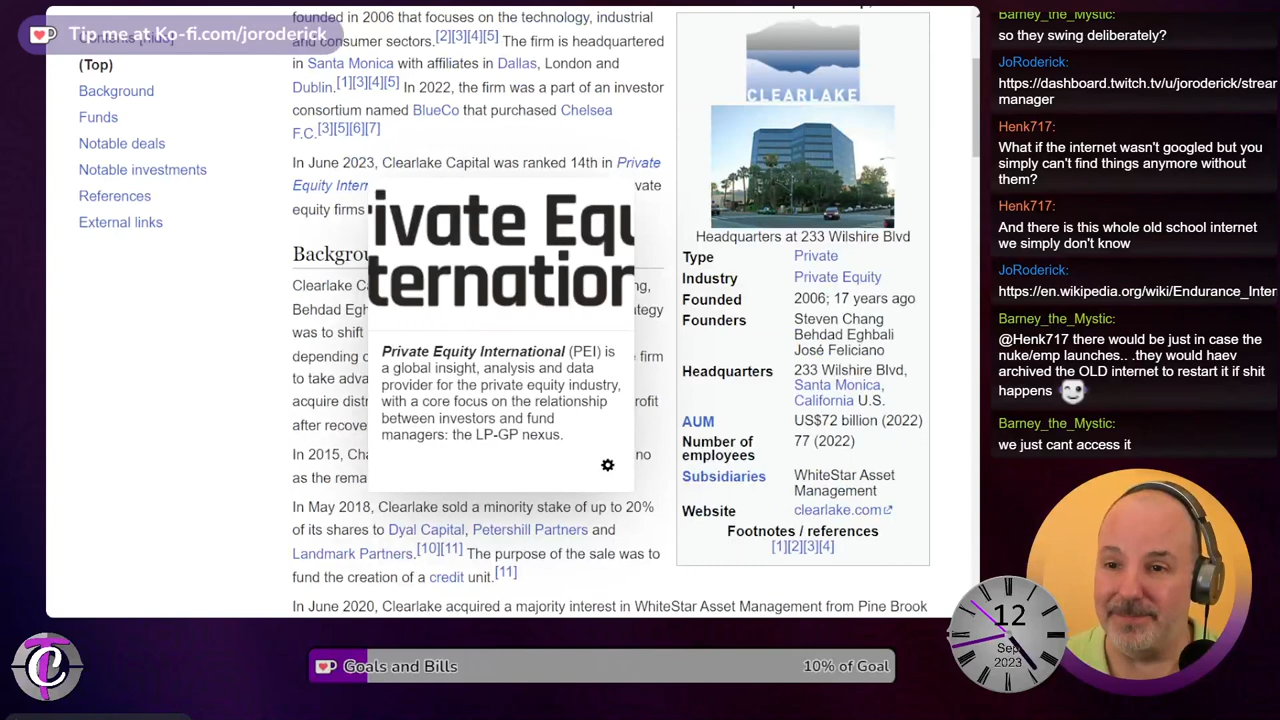 Tip me at Ko-fi.com/joroderick
(Top)
Background
Funds
Notable deals
Notable investments
References
External links
founded in 2006 that focuses on the technology, industrial
and consumer sectors.[2][3][4][5] The firm is headquartered
in Santa Monica with affiliates in Dallas, London and
Dublin.[1][3][4][5] In 2022, the firm was a part of an investor
consortium named BlueCo that purchased Chelsea
F.C.[3][5][6][7]
In June 2023, Clearlake Capital was ranked 14th in Private
Equity Intern
equity firms
Backgrou
Clearlake Ca
Behdad Egh
was to shift
depending o
to take adva
acquire distr
after recove
In 2015, Cha
as the rema
In May 2018, Clearlake sold a minority stake of up to 20%
of its shares to Dyal Capital, Petershill Partners and
Landmark Partners.[10][11] The purpose of the sale was to
fund the creation of a credit unit.[11]
In June 2020, Clearlake acquired a majority interest in WhiteStar Asset Management from Pine Brook
ivate Equ
ternation
Private Equity International (PEI) is
a global insight, analysis and data
provider for the private equity industry,
with a core focus on the relationship
between investors and fund
managers: the LP-GP nexus.
CLEARLAKE
Headquarters at 233 Wilshire Blvd
Type Private
Industry Private Equity
Founded 2006; 17 years ago
Founders Steven Chang
Behdad Eghbali
José Feliciano
Headquarters 233 Wilshire Blvd,
Santa Monica,
California U.S.
AUM US$72 billion (2022)
Number of employees 77 (2022)
Subsidiaries WhiteStar Asset
Management
Website clearlake.com
Footnotes / references
[1][2][3][4]
Barney_the_Mystic:
so they swing deliberately?
JoRoderick:
https://dashboard.twitch.tv/u/joroderick/strear
manager
Henk717:
What if the internet wasn't googled but you
simply can't find things anymore without
them?
Henk717:
And there is this whole old school internet
we simply don't know
JoRoderick:
https://en.wikipedia.org/wiki/Endurance_Inter
Barney_the_Mystic:
@Henk717 there would be just in case the
nuke/emp launches.. .they would haev
archived the OLD internet to restart it if shit
happens
Barney_the_Mystic:
we just cant access it
12
Sep
2023
Goals and Bills
10% of Goal